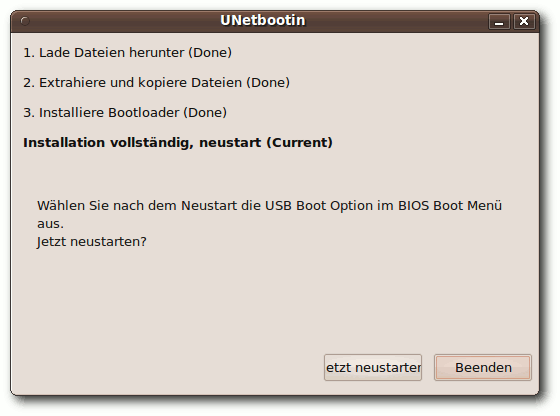 UNetbootin
1. Lade Dateien herunter (Done)
2. Extrahiere und kopiere Dateien (Done)
3. Installiere Bootloader (Done)
Installation vollständig, neustart (Current)
Wählen Sie nach dem Neustart die USB Boot Option im BIOS Boot Menü
aus.
Jetzt neustarten?
etzt neustarter
Beenden